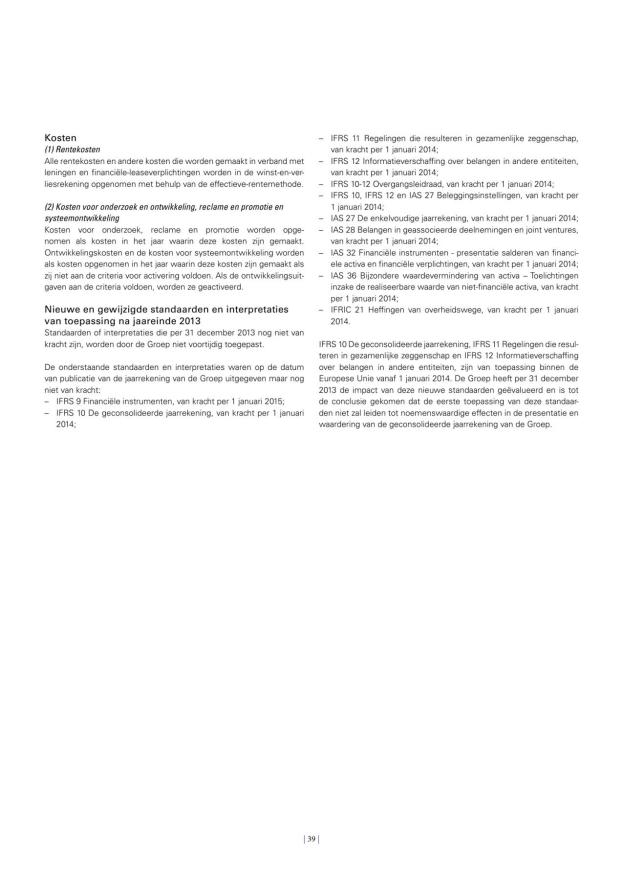 Kosten
(1) Rentekosten
Alle rentekosten en andere kosten die worden gemaakt in verband met
leningen en financiële-leaseverplichtingen worden in de winst-en-ver-
liesrekening opgenomen met behulp van de effectieve-rentemethode.
(2) Kosten voor onderzoek en ontwikkeling, reclame en promotie en
systeemontwikkeling
Kosten voor onderzoek, reclame en promotie worden opge-
nomen als kosten in het jaar waarin deze kosten zijn gemaakt.
Ontwikkelingskosten en de kosten voor systeemontwikkeling worden
als kosten opgenomen in het jaar waarin deze kosten zijn gemaakt als
zij niet aan de criteria voor activering voldoen. Als de ontwikkelingsuit-
gaven aan de criteria voldoen, worden ze geactiveerd.
Nieuwe en gewijzigde standaarden en interpretaties
van toepassing na jaareinde 2013
Standaarden of interpretaties die per 31 december 2013 nog niet van
kracht zijn, worden door de Groep niet voortijdig toegepast.
De onderstaande standaarden en interpretaties waren op de datum
van publicatie van de jaarrekening van de Groep uitgegeven maar nog
niet van kracht:
– IFRS 9 Financiële instrumenten, van kracht per 1 januari 2015;
– IFRS 10 De geconsolideerde jaarrekening, van kracht per 1 januari
2014;
– IFRS 11 Regelingen die resulteren in gezamenlijke zeggenschap,
van kracht per 1 januari 2014;
– IFRS 12 Informatieverschaffing over belangen in andere entiteiten,
van kracht per 1 januari 2014;
– IFRS 10-12 Overgangsleidraad, van kracht per 1 januari 2014;
– IFRS 10, IFRS 12 en IAS 27 Beleggingsinstellingen, van kracht per
1 januari 2014;
– IAS 27 De enkelvoudige jaarrekening, van kracht per 1 januari 2014;
– IAS 28 Belangen in geassocieerde deelnemingen en joint ventures,
van kracht per 1 januari 2014;
– IAS 32 Financiële instrumenten - presentatie salderen van financi-
ele activa en financiële verplichtingen, van kracht per 1 januari 2014;
– IAS 36 Bijzondere waardevermindering van activa – Toelichtingen
inzake de realiseerbare waarde van niet-financiële activa, van kracht
per 1 januari 2014;
– IFRIC 21 Heffingen van overheidswege, van kracht per 1 januari
2014.
IFRS 10 De geconsolideerde jaarrekening, IFRS 11 Regelingen die resul-
teren in gezamenlijke zeggenschap en IFRS 12 Informatieverschaffing
over belangen in andere entiteiten, zijn van toepassing binnen de
Europese Unie vanaf 1 januari 2014. De Groep heeft per 31 december
2013 de impact van deze nieuwe standaarden geëvalueerd en is tot
de conclusie gekomen dat de eerste toepassing van deze standaar-
den niet zal leiden tot noemenswaardige effecten in de presentatie en
waardering van de geconsolideerde jaarrekening van de Groep.
| 39 |